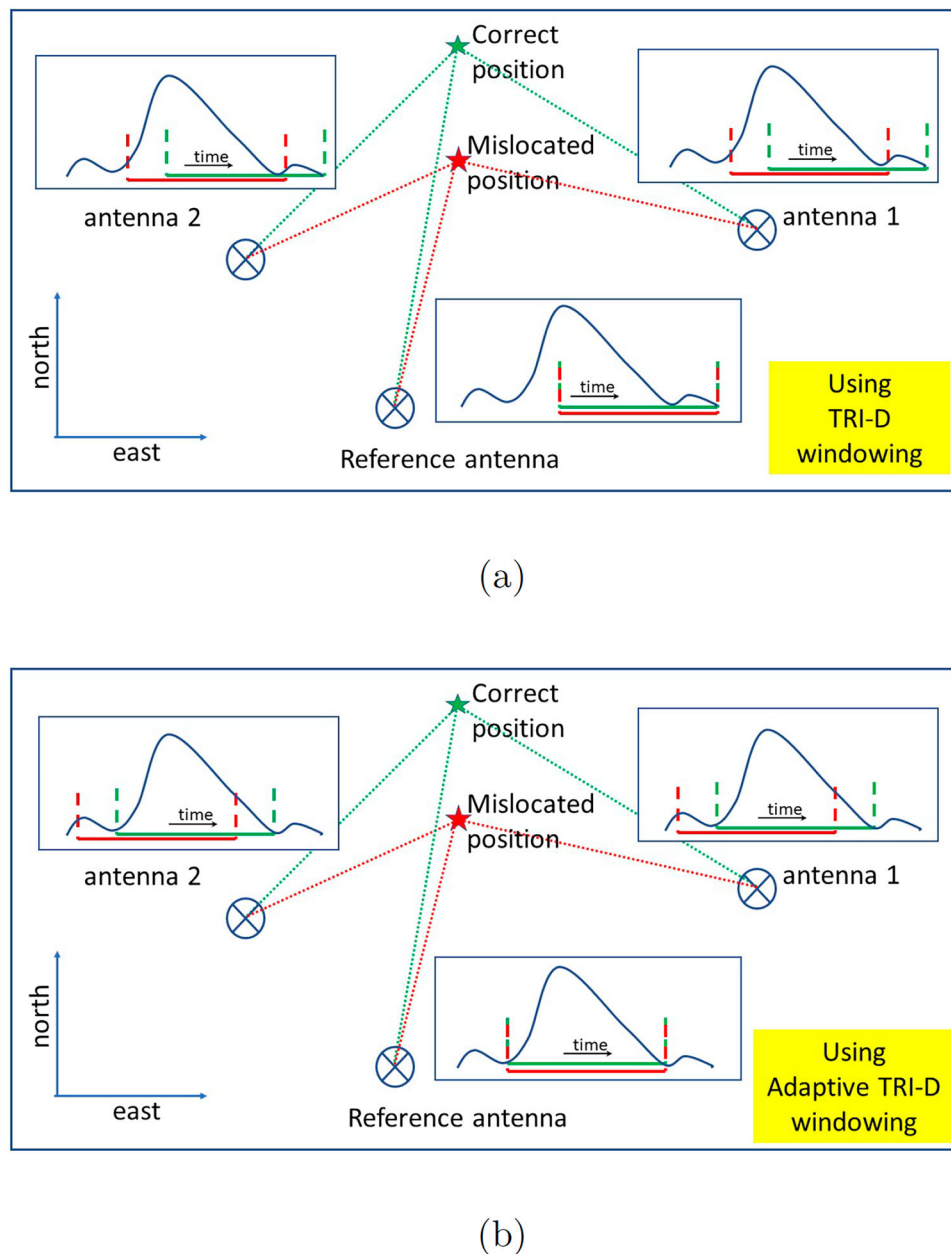 Correct
position
time
time
Mislocated
position
antenna 2
antenna 1
north
time
Using
TRI-D
windowing
east
Reference antenna
(a)
Correct
position
time
time
Mislocated
position
antenna 2
antenna 1
north
time
Using
Adaptive TRI-D
windowing
east
Reference antenna
(b)